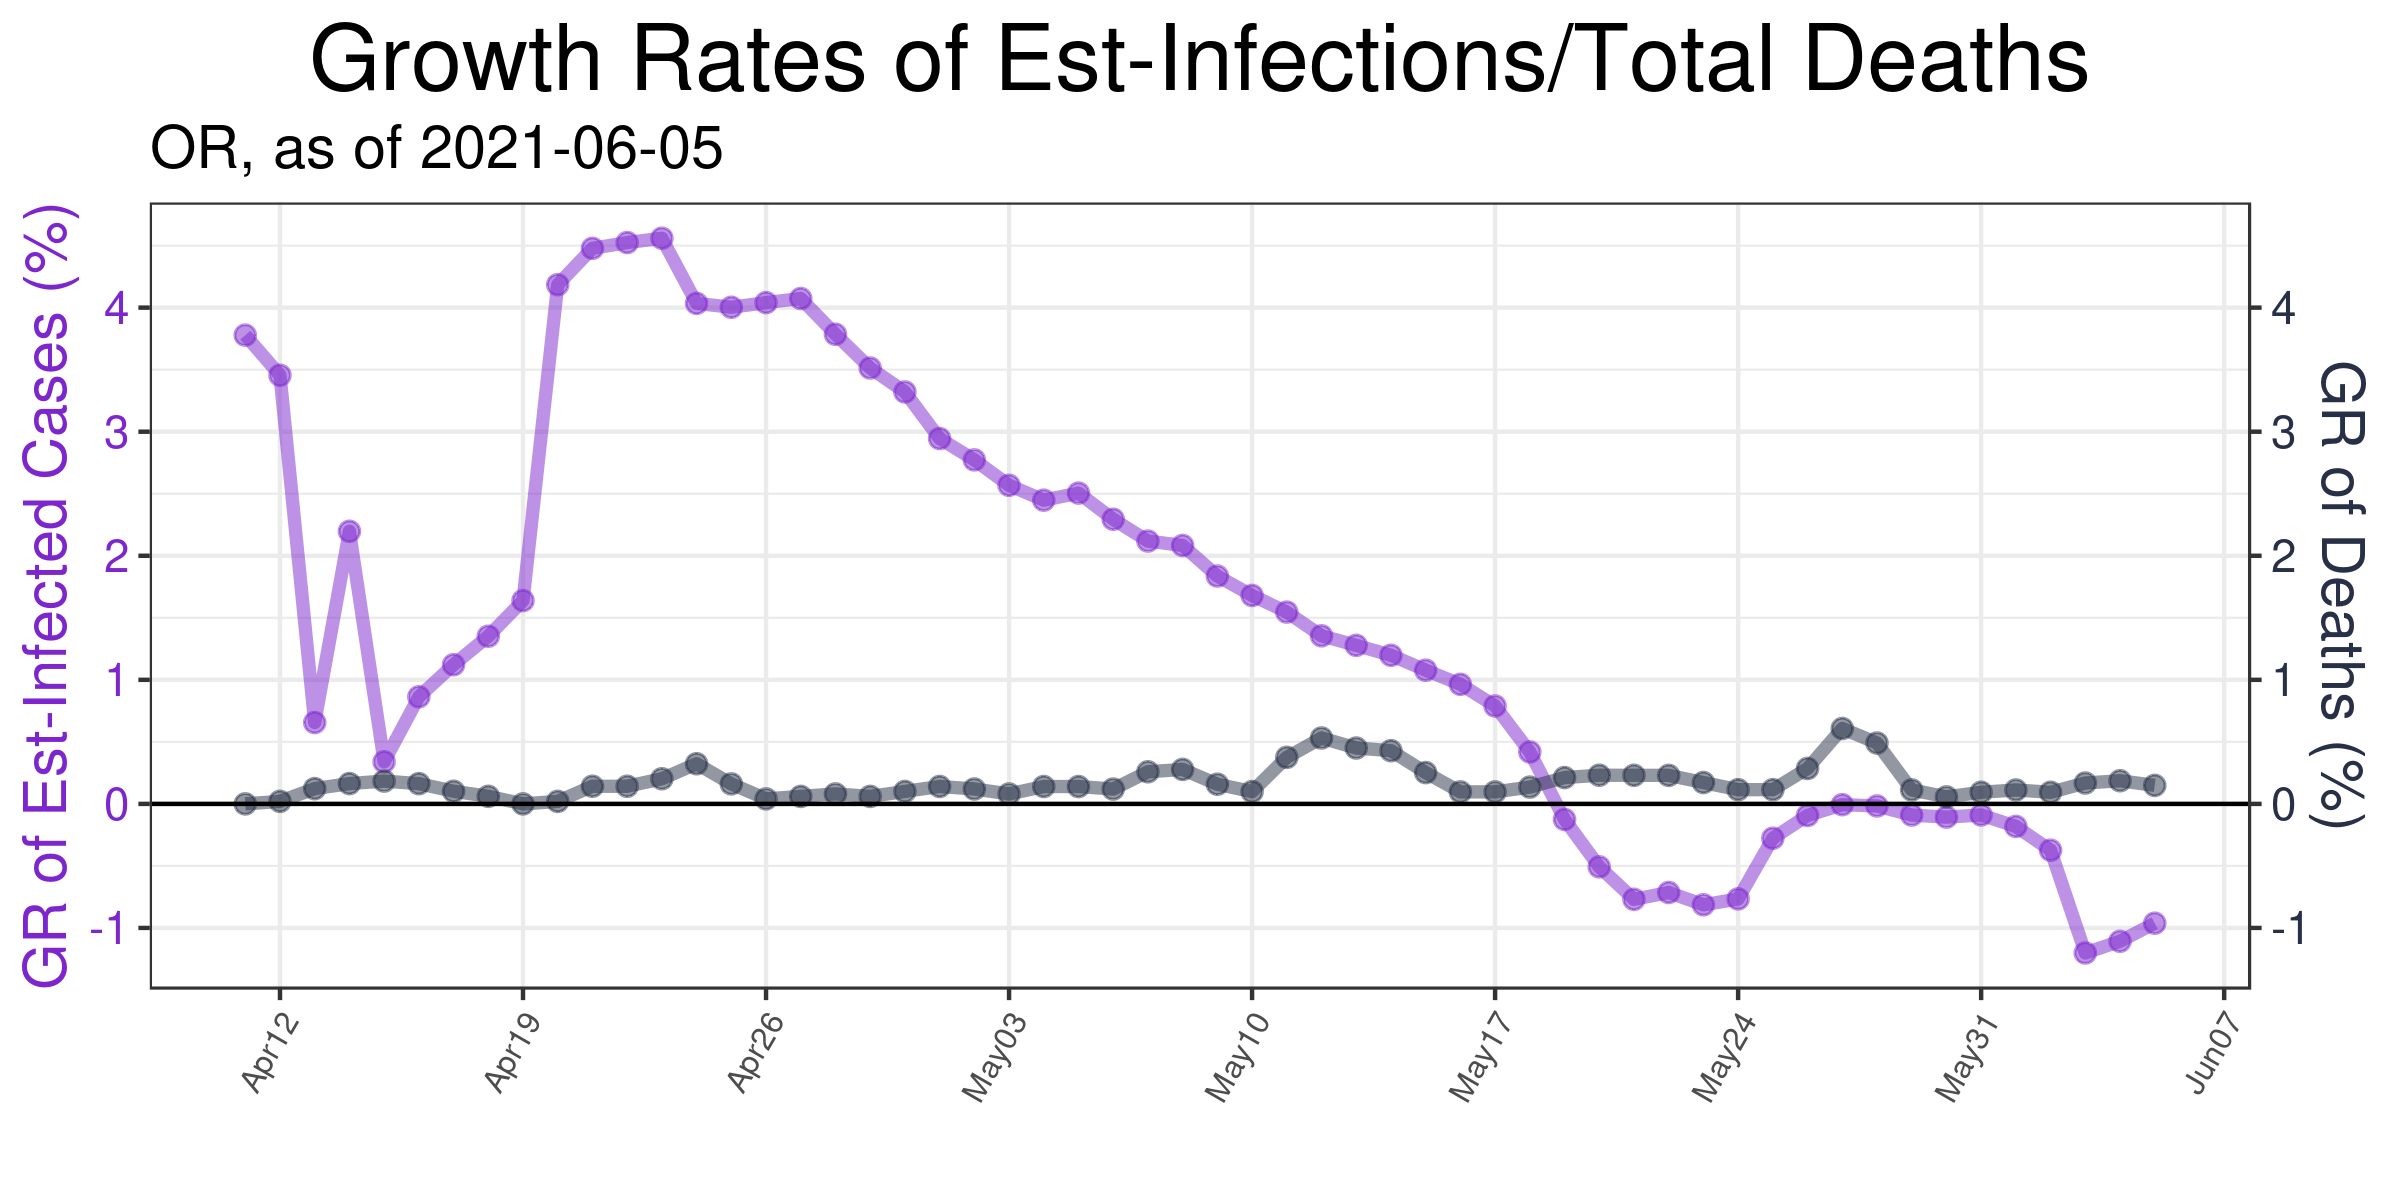 Growth Rates of Est-Infections/Total Deaths
OR, as of 2021-06-05
GR of Est-Infected Cases (%)
4
3
2
1
0
-1
4
3
2
1
0
-1
GR of Deaths (%)
Apr12
Apr19
Apr26
May03
May10
May17
May24
May31
Jun07